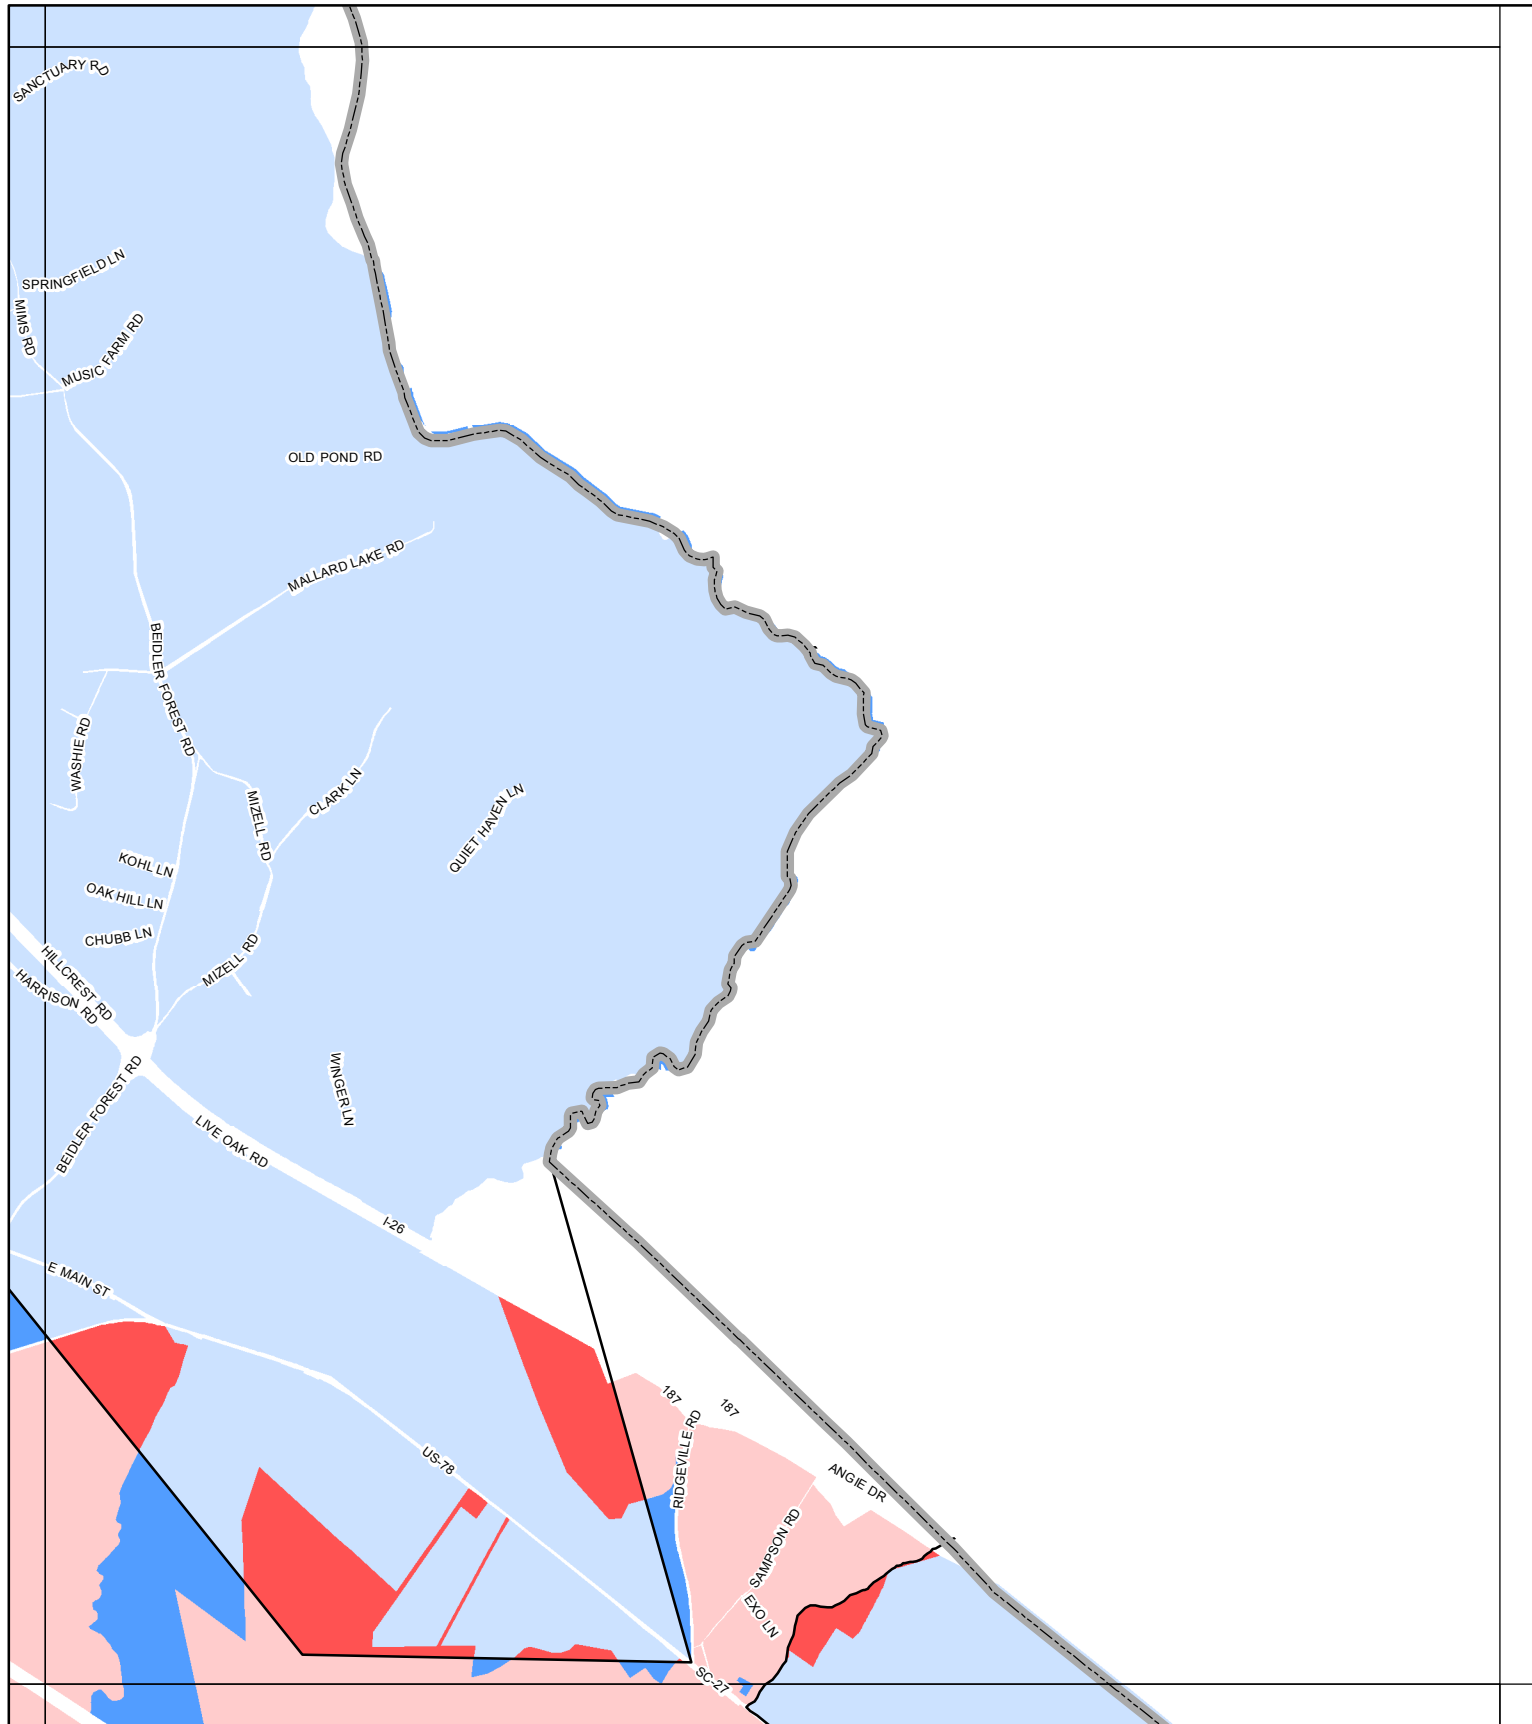 SANCTUARY RD
SPRINGFIELD LN
MIMS RD
MUSIC FARM RD
OLD POND RD
MALLARD LAKE RD
BEIDLER FOREST RD
WASHIE RD
MIZELL RD
CLARK LN
QUIET HAVEN LN
KOHL LN
OAK HILL LN
CHUBB LN
MIZELL RD
HILLCREST RD
HARRISON RD
BEIDLER FOREST RD
WINGER LN
LIVE OAK RD
I-26
E MAIN ST
187
187
RIDGEVILLE RD
US-78
ANGIE DR
SAMPSON RD
EXO LN
SC-27